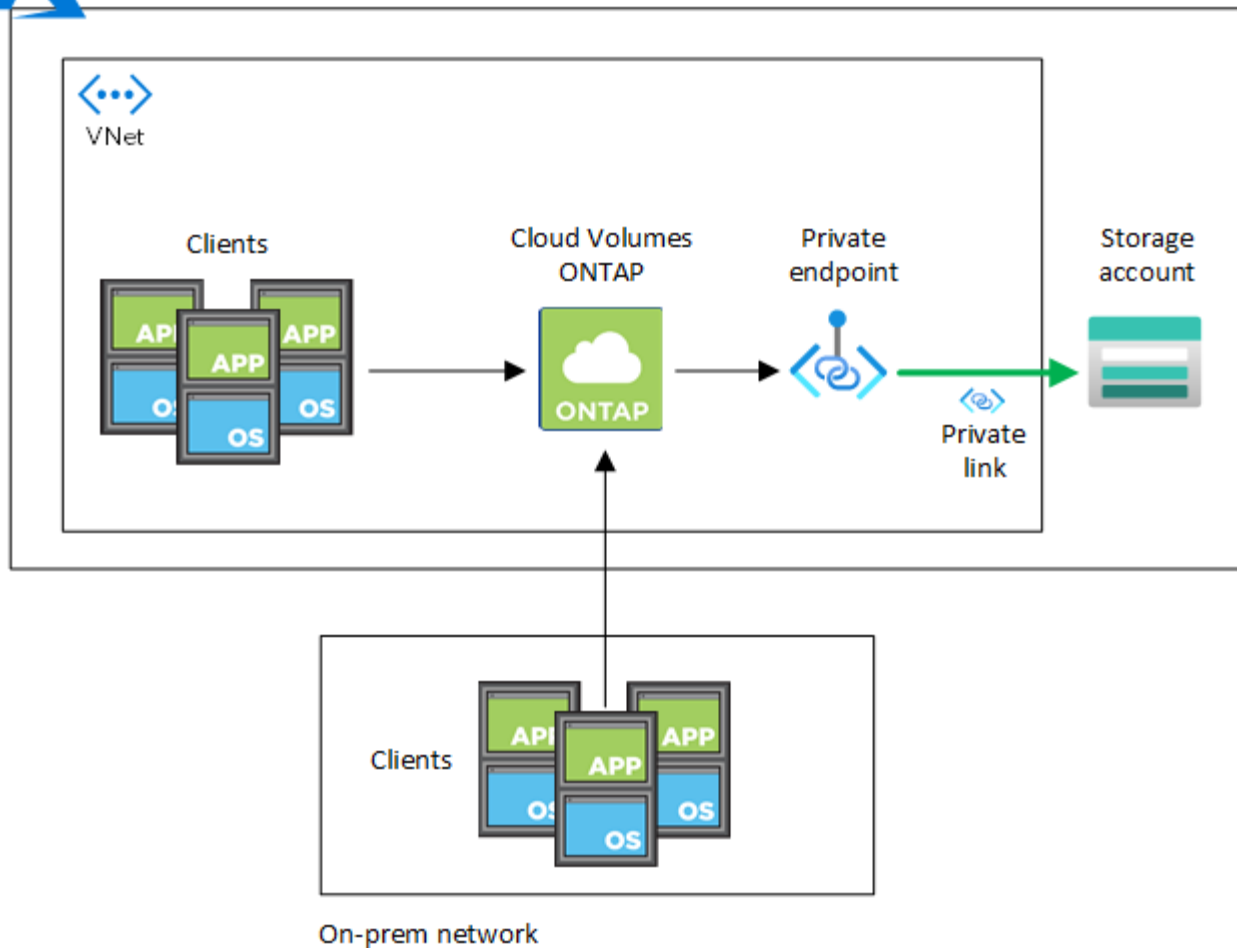 VNet
Clients
Cloud Volumes
ONTAP
Private
endpoint
Storage
account
APP
APP
APP
OS
OS
OS
ONTAP
Private
link
Clients
APP
APP
APP
OS
OS
OS
On-prem network